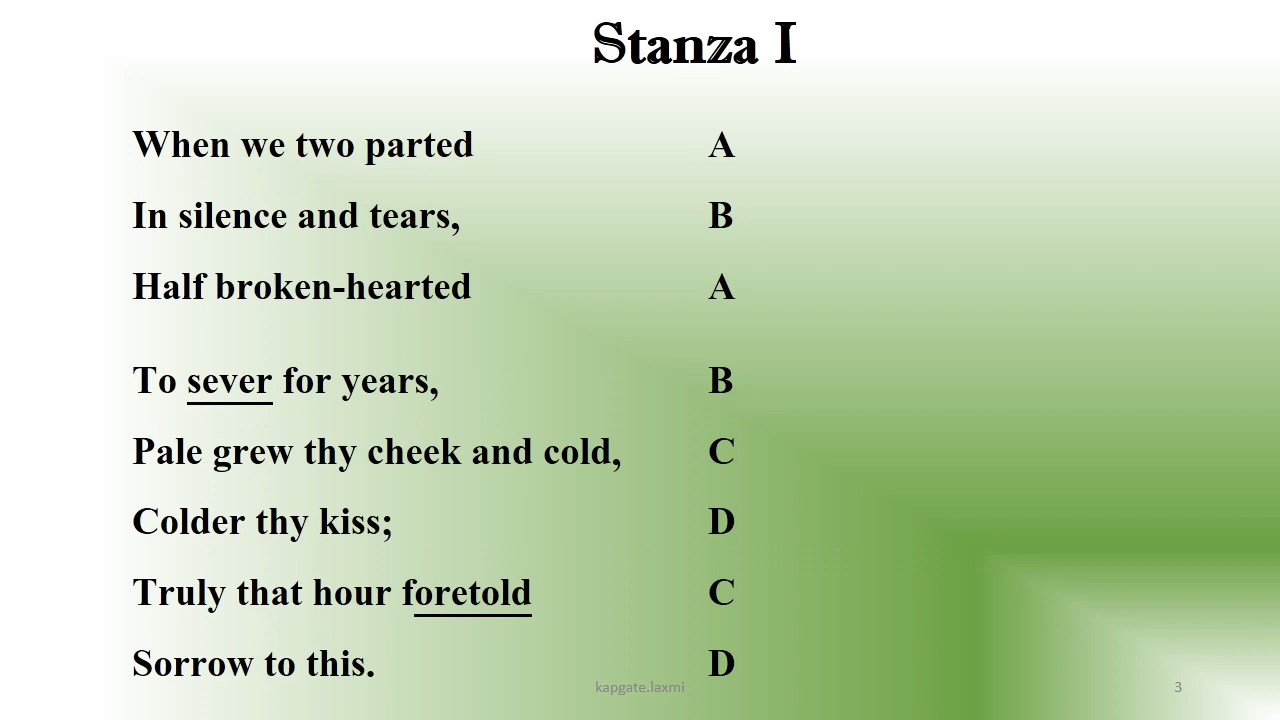 Stanza I
When we two parted A
In silence and tears, B
Half broken-hearted A
To sever for years, B
Pale grew thy cheek and cold, C
Colder thy kiss; D
Truly that hour foretold C
Sorrow to this. D
kapgate.laxmi 3